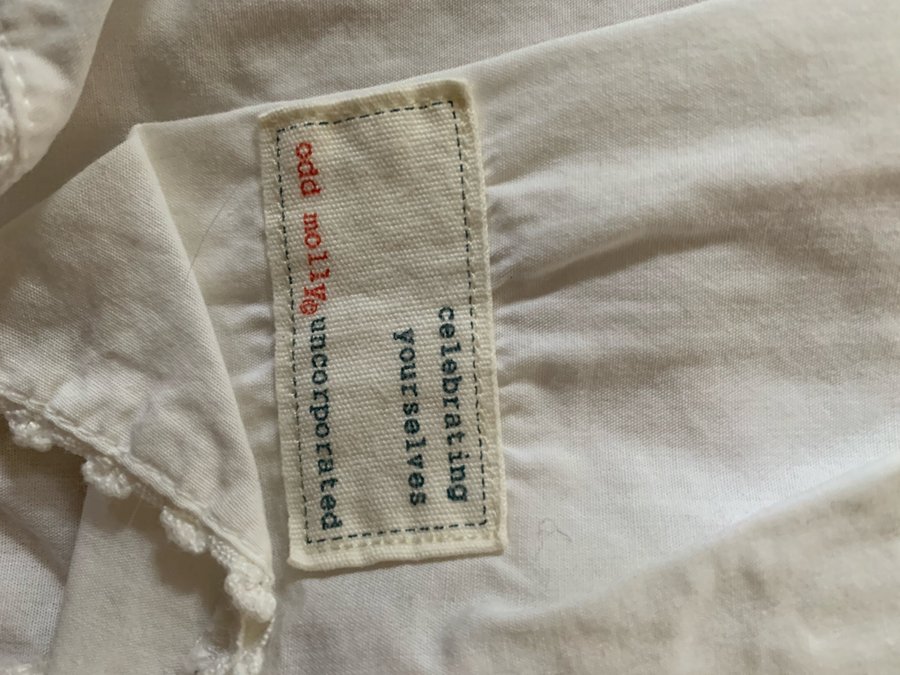 celebrating
yourselves
odd molly®uncorporated